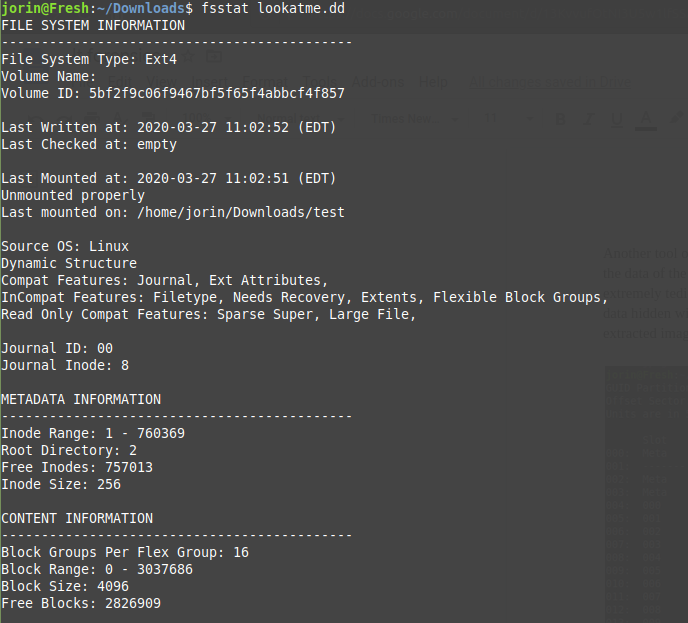 jorin@Fresh:~/Downloads$ fsstat lookatme.dd
FILE SYSTEM INFORMATION
--------------------------------------------
File System Type: Ext4
Volume Name:
Volume ID: 5bf2f9c06f9467bf5f65f4abbcf4f857

Last Written at: 2020-03-27 11:02:52 (EDT)
Last Checked at: empty

Last Mounted at: 2020-03-27 11:02:51 (EDT)
Unmounted properly
Last mounted on: /home/jorin/Downloads/test

Source OS: Linux
Dynamic Structure
Compat Features: Journal, Ext Attributes,
InCompat Features: Filetype, Needs Recovery, Extents, Flexible Block Groups,
Read Only Compat Features: Sparse Super, Large File,

Journal ID: 00
Journal Inode: 8

METADATA INFORMATION
--------------------------------------------
Inode Range: 1 - 760369
Root Directory: 2
Free Inodes: 757013
Inode Size: 256

CONTENT INFORMATION
--------------------------------------------
Block Groups Per Flex Group: 16
Block Range: 0 - 3037686
Block Size: 4096
Free Blocks: 2826909